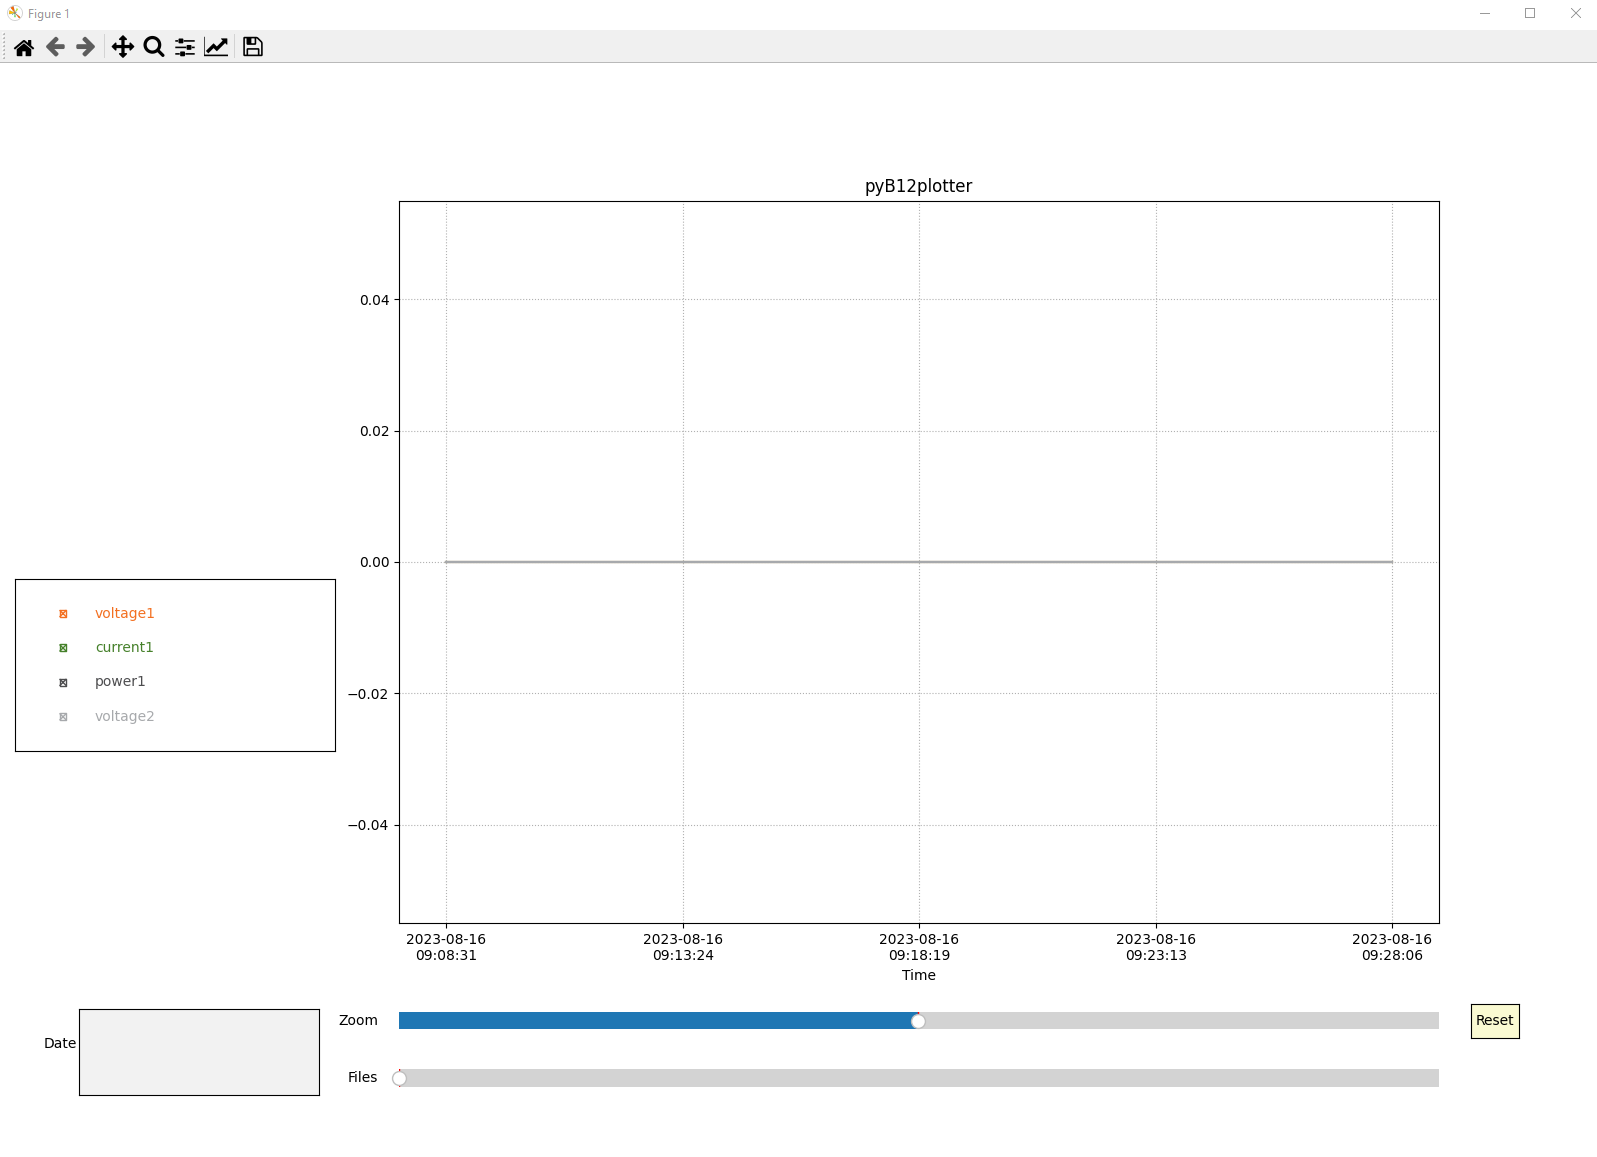 Figure 1
pyB12plotter
0.04
0.02
0.00
−0.02
−0.04
voltage1
current1
power1
voltage2
2023-08-16 2023-08-16 2023-08-16 2023-08-16 2023-08-16
09:08:31 09:13:24 09:18:19 09:23:13 09:28:06
Time
Zoom
Reset
Date
Files